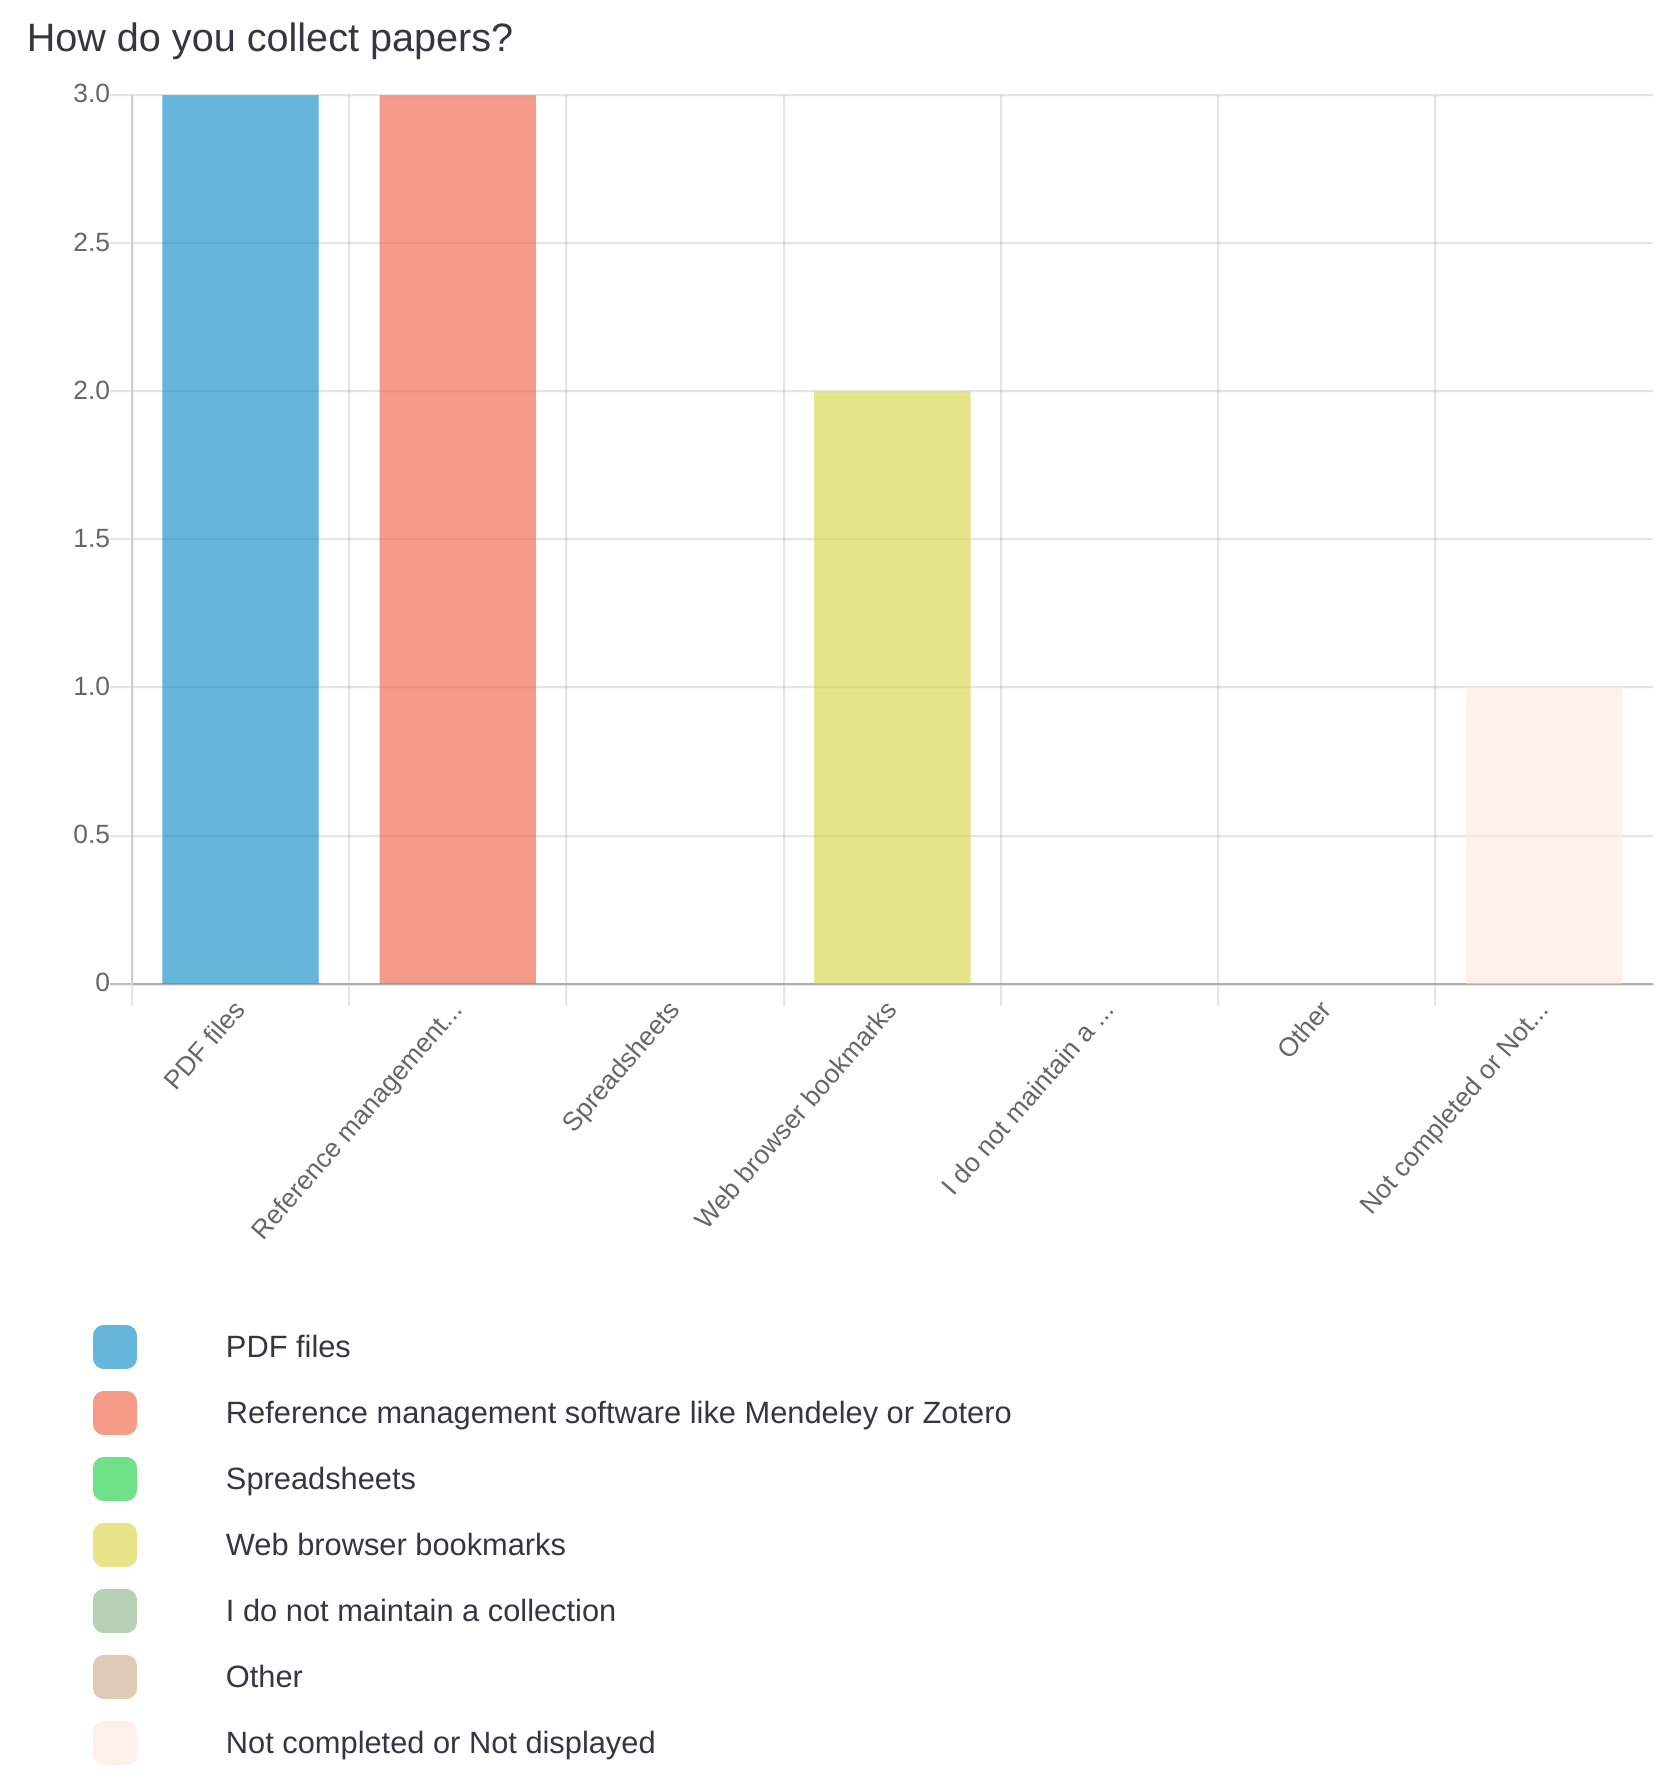 How do you collect papers?
3.0
2.5
2.0
1.5
1.0
0.5
0
PDF files
Reference management...
Spreadsheets
Web browser bookmarks
I do not maintain a ...
Other
Not completed or Not...
PDF files
Reference management software like Mendeley or Zotero
Spreadsheets
Web browser bookmarks
I do not maintain a collection
Other
Not completed or Not displayed